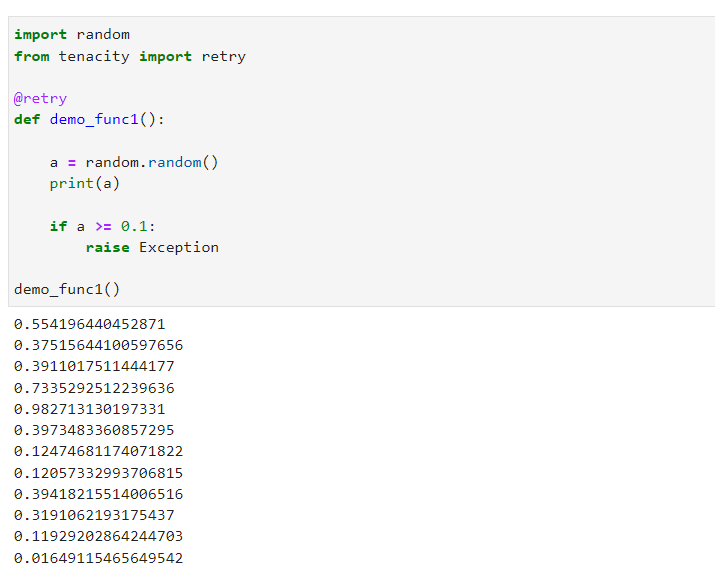 import random
from tenacity import retry
@retry
def demo_func1():
    a = random.random()
    print(a)
    if a >= 0.1:
        raise Exception
demo_func1()
0.554196440452871
0.37515644100597656
0.3911017511444177
0.7335292512239636
0.982713130197331
0.3973483360857295
0.12474681174071822
0.12057332993706815
0.39418215514006516
0.3191062193175437
0.11929202864244703
0.01649115465649542